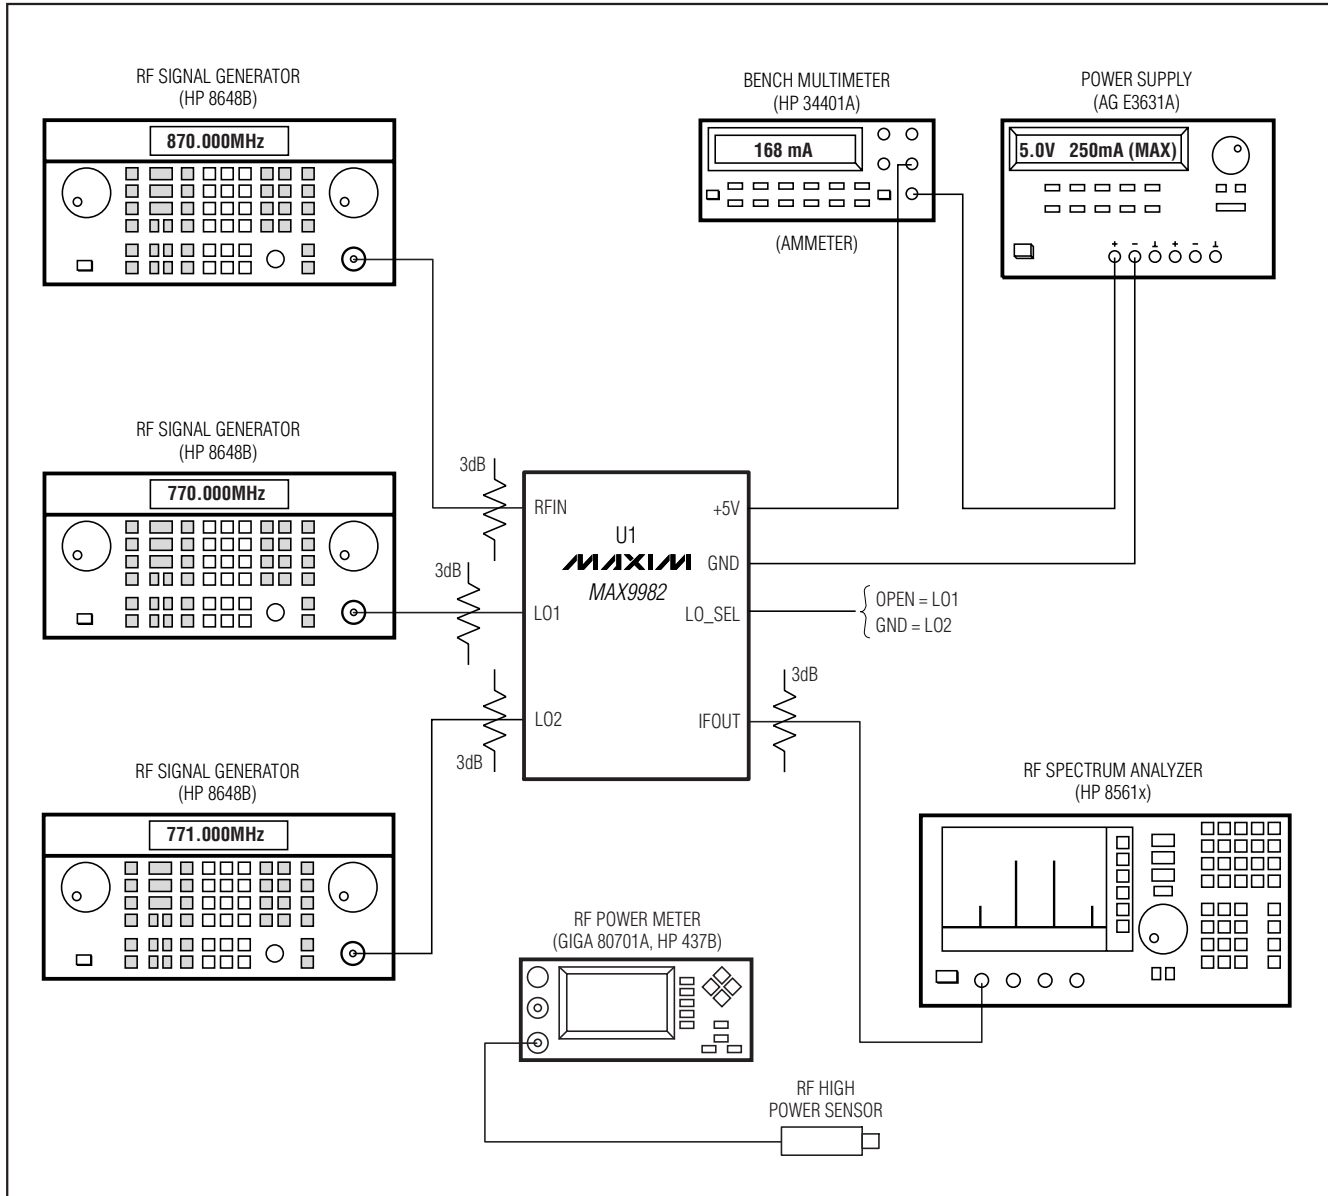 RF SIGNAL GENERATOR
(HP 8648B)
870.000MHz
BENCH MULTIMETER
(HP 34401A)
168 mA
(AMMETER)
POWER SUPPLY
(AG E3631A)
5.0V 250mA (MAX)
+ - ⊥ + - ⊥
RF SIGNAL GENERATOR
(HP 8648B)
770.000MHz
3dB
3dB
RFIN
LO1
LO2
3dB
U1
MAXIM
MAX9982
+5V
GND
LO_SEL
IFOUT
OPEN = LO1
GND = LO2
3dB
RF SIGNAL GENERATOR
(HP 8648B)
771.000MHz
RF SPECTRUM ANALYZER
(HP 8561x)
RF POWER METER
(GIGA 80701A, HP 437B)
RF HIGH
POWER SENSOR